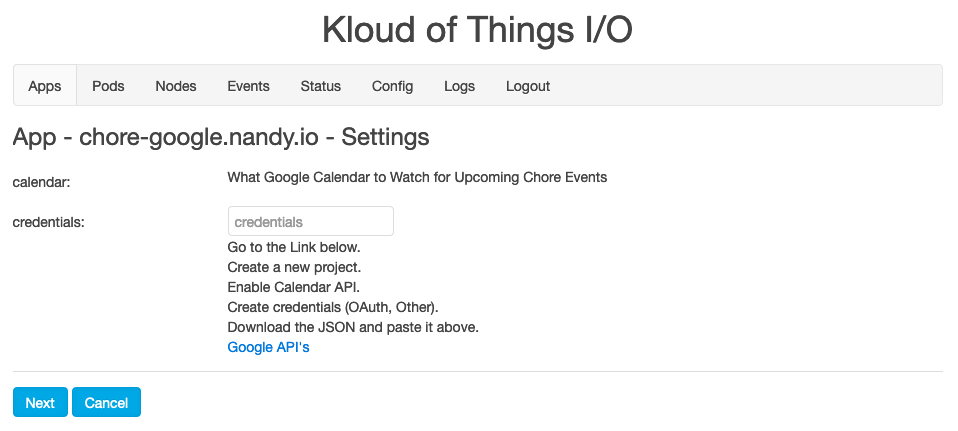 Kloud of Things I/O
Apps Pods Nodes Events Status Config Logs Logout
App - chore-google.nandy.io - Settings
calendar: What Google Calendar to Watch for Upcoming Chore Events
credentials: credentials
Go to the Link below.
Create a new project.
Enable Calendar API.
Create credentials (OAuth, Other).
Download the JSON and paste it above.
Google API's
Next Cancel